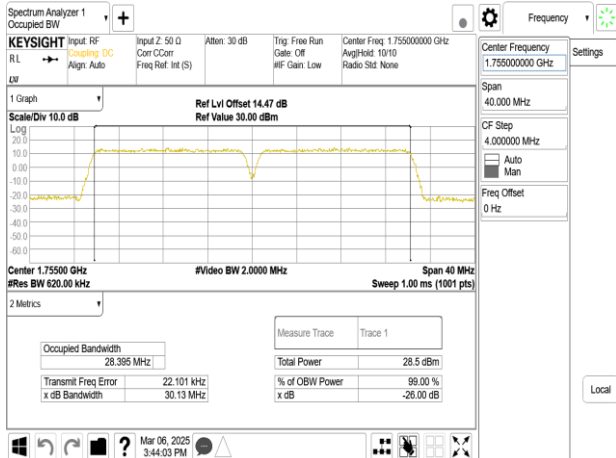 Spectrum Analyzer 1
Occupied BW
+
Frequency
KEYSIGHT
RL
LXI
Input: RF
Coupling: DC
Align: Auto
Input Z: 50 Ω
Corr CCorr
Freq Ref: Int (S)
Atten: 30 dB
Trig: Free Run
Gate: Off
#IF Gain: Low
Center Freq: 1.755000000 GHz
Avg|Hold: 10/10
Radio Std: None
Center Frequency
1.755000000 GHz
Settings
Span
40.000 MHz
CF Step
4.000000 MHz
Auto
Man
Freq Offset
0 Hz
Local
1 Graph
Scale/Div 10.0 dB
Ref Lvl Offset 14.47 dB
Ref Value 30.00 dBm
Log
20.0
10.0
0.00
-10.0
-20.0
-30.0
-40.0
-50.0
-60.0
Center 1.75500 GHz
#Video BW 2.0000 MHz
Span 40 MHz
#Res BW 620.00 kHz
Sweep 1.00 ms (1001 pts)
2 Metrics
Measure Trace Trace 1
Occupied Bandwidth
28.395 MHz
Total Power 28.5 dBm
Transmit Freq Error 22.101 kHz
% of OBW Power 99.00 %
x dB Bandwidth 30.13 MHz
x dB -26.00 dB
?
Mar 06, 2025
3:44:03 PM